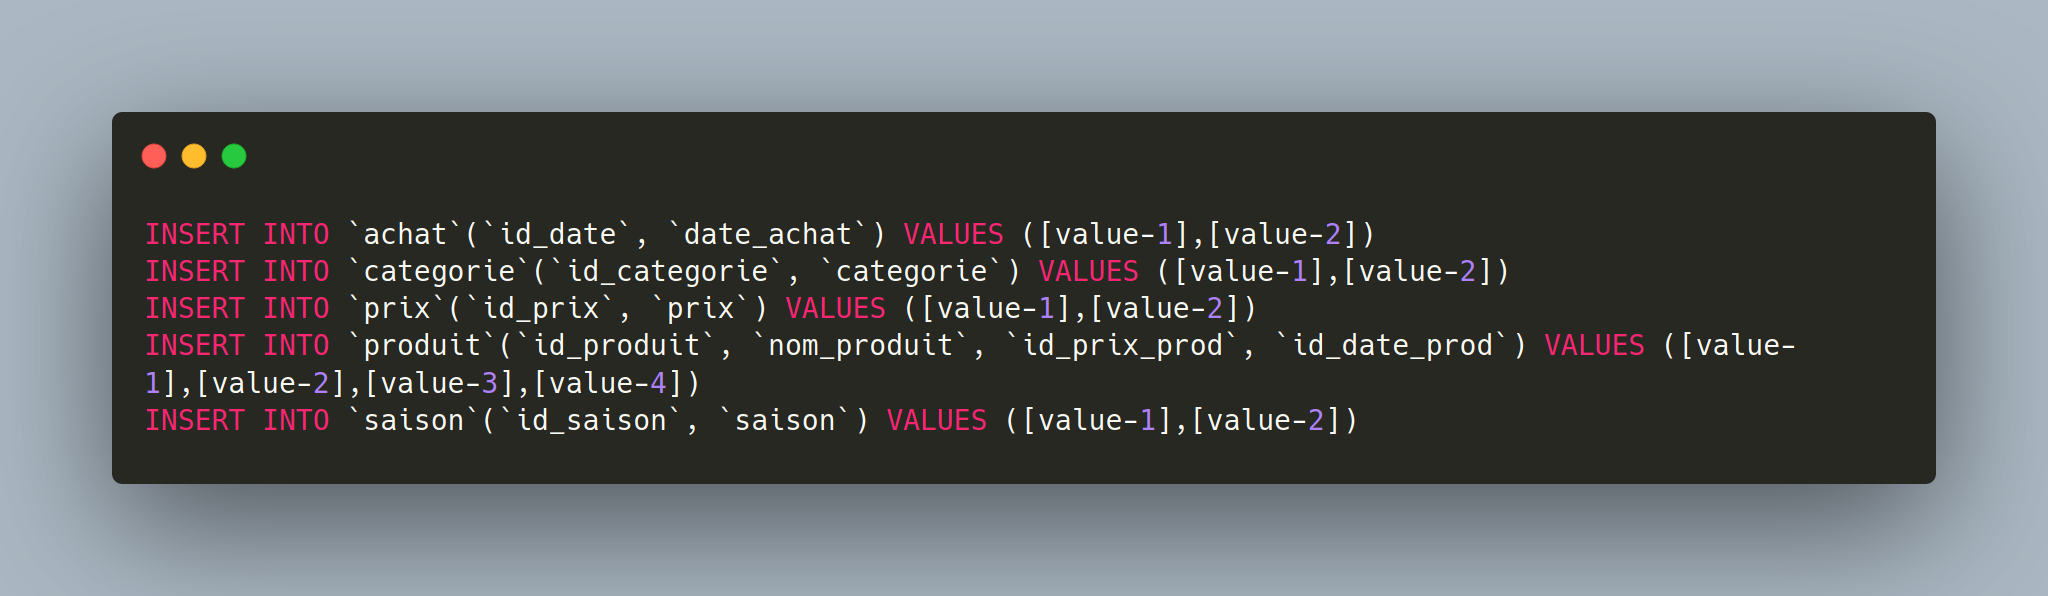 INSERT INTO `achat`(`id_date`, `date_achat`) VALUES ([value-1],[value-2])
INSERT INTO `categorie`(`id_categorie`, `categorie`) VALUES ([value-1],[value-2])
INSERT INTO `prix`(`id_prix`, `prix`) VALUES ([value-1],[value-2])
INSERT INTO `produit`(`id_produit`, `nom_produit`, `id_prix_prod`, `id_date_prod`) VALUES ([value-
1],[value-2],[value-3],[value-4])
INSERT INTO `saison`(`id_saison`, `saison`) VALUES ([value-1],[value-2])